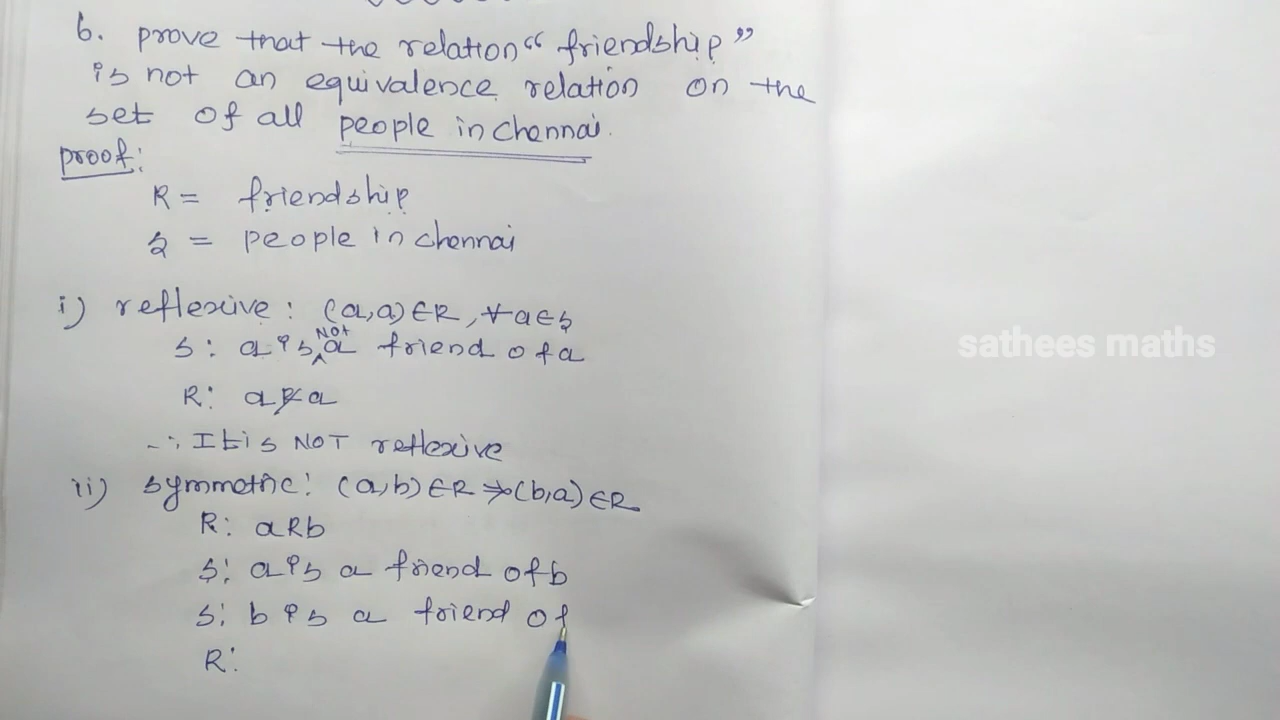 6. prove that the relation “friendship”
is not an equivalence relation on the
set of all people in chennai.
proof:
R = friendship
S = people in chennai
i) reflexive: (a,a)∈R, ∀a∈S
NOT
S: a is ‸ a friend of a
R: a R̸ a
∴ It is NOT reflexive
ii) symmetric: (a,b)∈R ⇒ (b,a)∈R
R: aRb
S: a is a friend of b
S: b is a friend of
R:
sathees maths